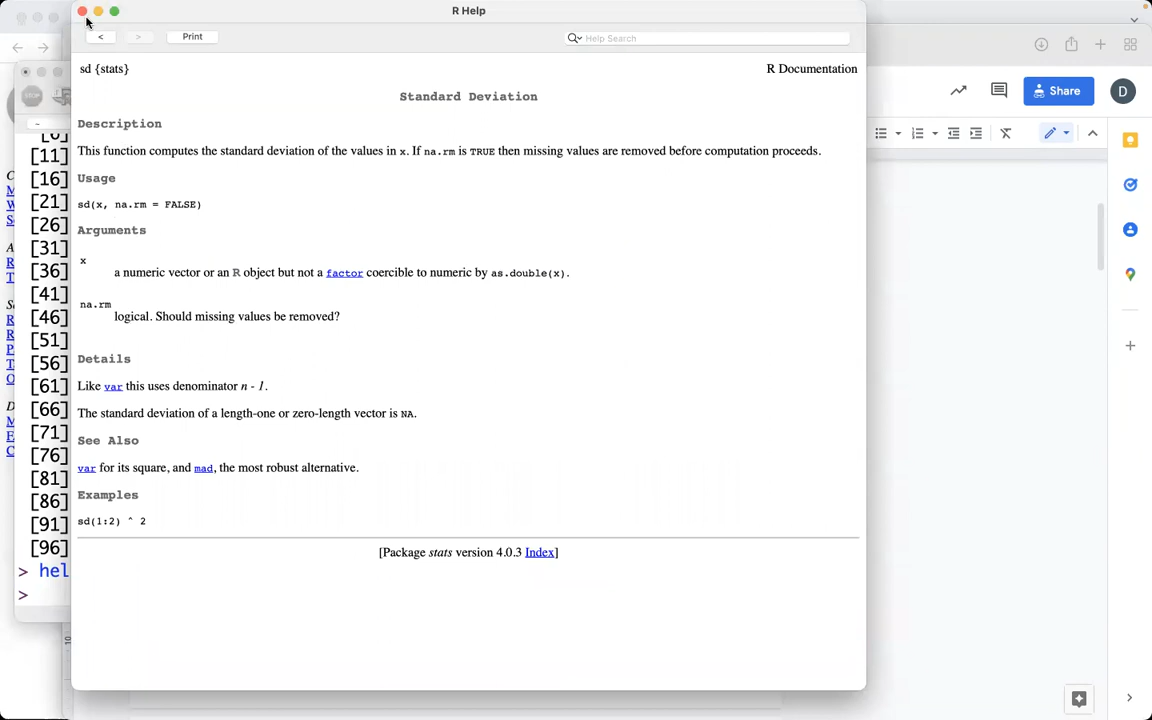 R Help
<
>
Print
Help Search
sd {stats}
R Documentation
Standard Deviation
Description
This function computes the standard deviation of the values in x. If na.rm is TRUE then missing values are removed before computation proceeds.
Usage
sd(x, na.rm = FALSE)
Arguments
x
a numeric vector or an R object but not a factor coercible to numeric by as.double(x).
na.rm
logical. Should missing values be removed?
Details
Like var this uses denominator n - 1.
The standard deviation of a length-one or zero-length vector is NA.
See Also
var for its square, and mad, the most robust alternative.
Examples
sd(1:2) ^ 2
[Package stats version 4.0.3 Index]
STOP
[11]
[16]
[21]
[26]
[31]
[36]
[41]
[46]
[51]
[56]
[61]
[66]
[71]
[76]
[81]
[86]
[91]
[96]
> hel
>
Share
D